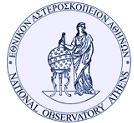 ΕΘΝΙΚΟΝ ΑΣΤΕΡΟΣΚΟΠΕΙΟΝ ΑΘΗΝΩΝ
NATIONAL OBSERVATORY ATHENS